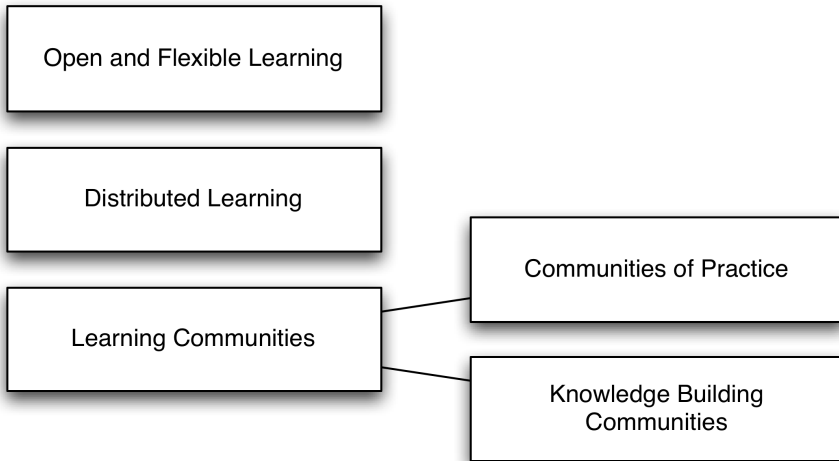 Open and Flexible Learning
Distributed Learning
Learning Communities
Communities of Practice
Knowledge Building
Communities